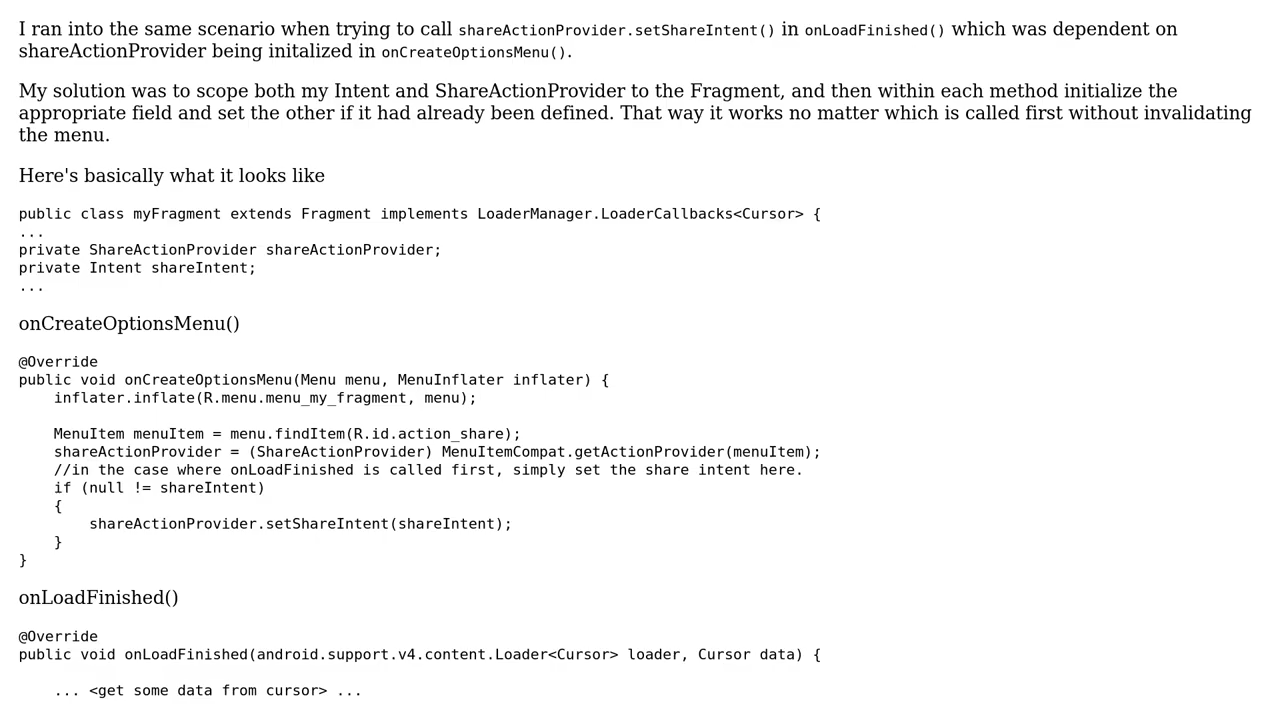 I ran into the same scenario when trying to call shareActionProvider.setShareIntent() in onLoadFinished() which was dependent on
shareActionProvider being initalized in onCreateOptionsMenu().
My solution was to scope both my Intent and ShareActionProvider to the Fragment, and then within each method initialize the
appropriate field and set the other if it had already been defined. That way it works no matter which is called first without invalidating
the menu.
Here's basically what it looks like
public class myFragment extends Fragment implements LoaderManager.LoaderCallbacks<Cursor> {
...
private ShareActionProvider shareActionProvider;
private Intent shareIntent;
...
onCreateOptionsMenu()
@Override
public void onCreateOptionsMenu(Menu menu, MenuInflater inflater) {
    inflater.inflate(R.menu.menu_my_fragment, menu);

    MenuItem menuItem = menu.findItem(R.id.action_share);
    shareActionProvider = (ShareActionProvider) MenuItemCompat.getActionProvider(menuItem);
    //in the case where onLoadFinished is called first, simply set the share intent here.
    if (null != shareIntent)
    {
        shareActionProvider.setShareIntent(shareIntent);
    }
}
onLoadFinished()
@Override
public void onLoadFinished(android.support.v4.content.Loader<Cursor> loader, Cursor data) {

    ... <get some data from cursor> ...